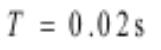 T = 0.02s